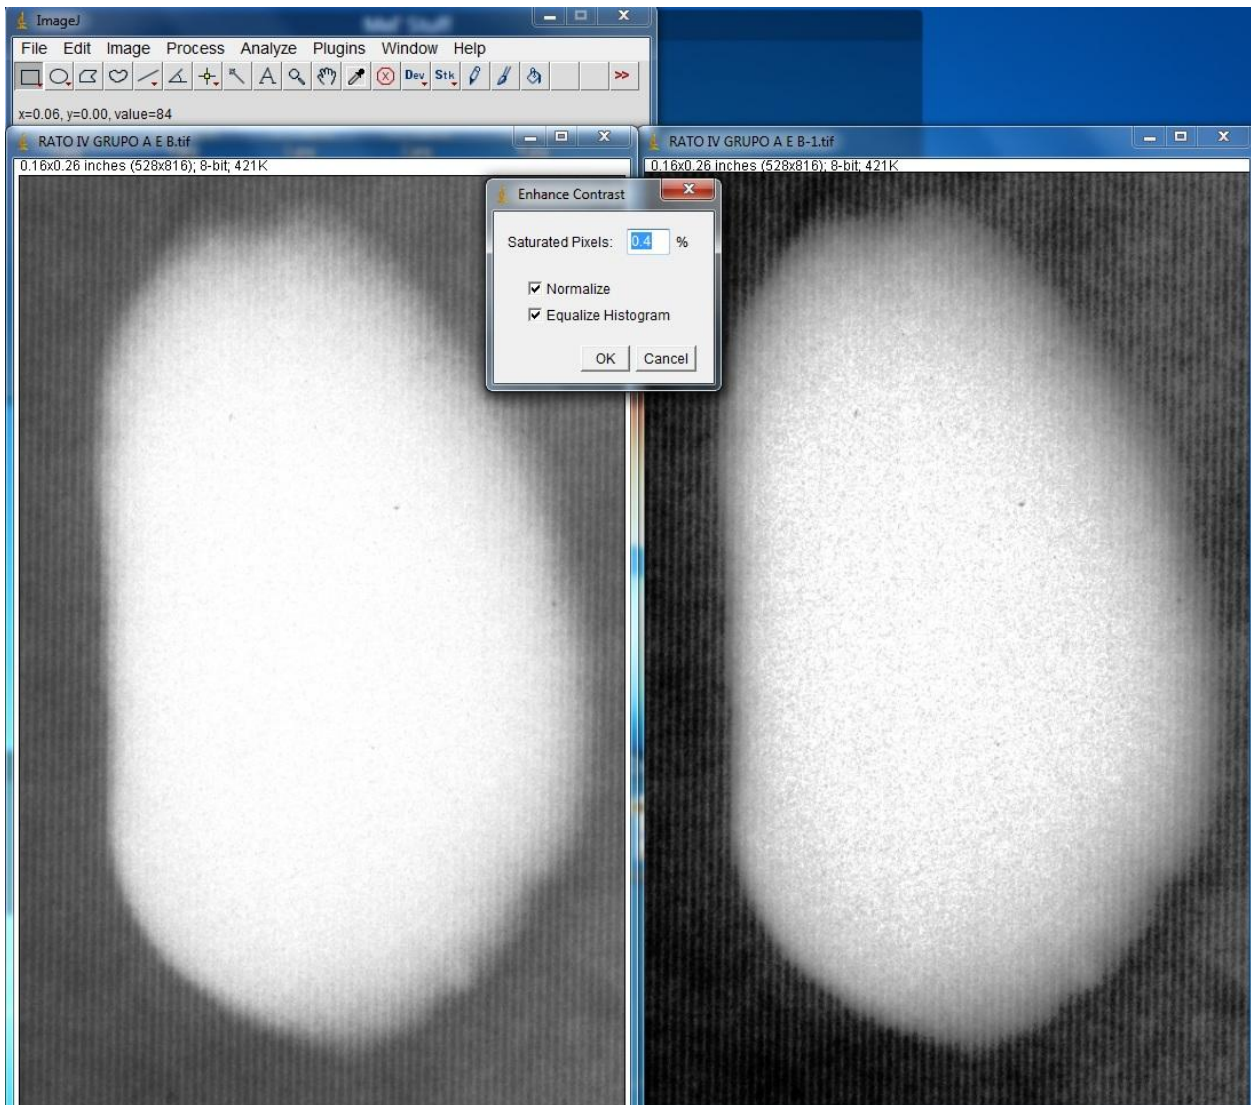 ImageJ
File Edit Image Process Analyze Plugins Window Help
A Dev Stk >>
x=0.06, y=0.00, value=84
RATO IV GRUPO A E B.tif
0.16x0.26 inches (528x816); 8-bit; 421K
RATO IV GRUPO A E B-1.tif
0.16x0.26 inches (528x816); 8-bit; 421K
Enhance Contrast
Saturated Pixels: 0.4 %
Normalize
Equalize Histogram
OK Cancel